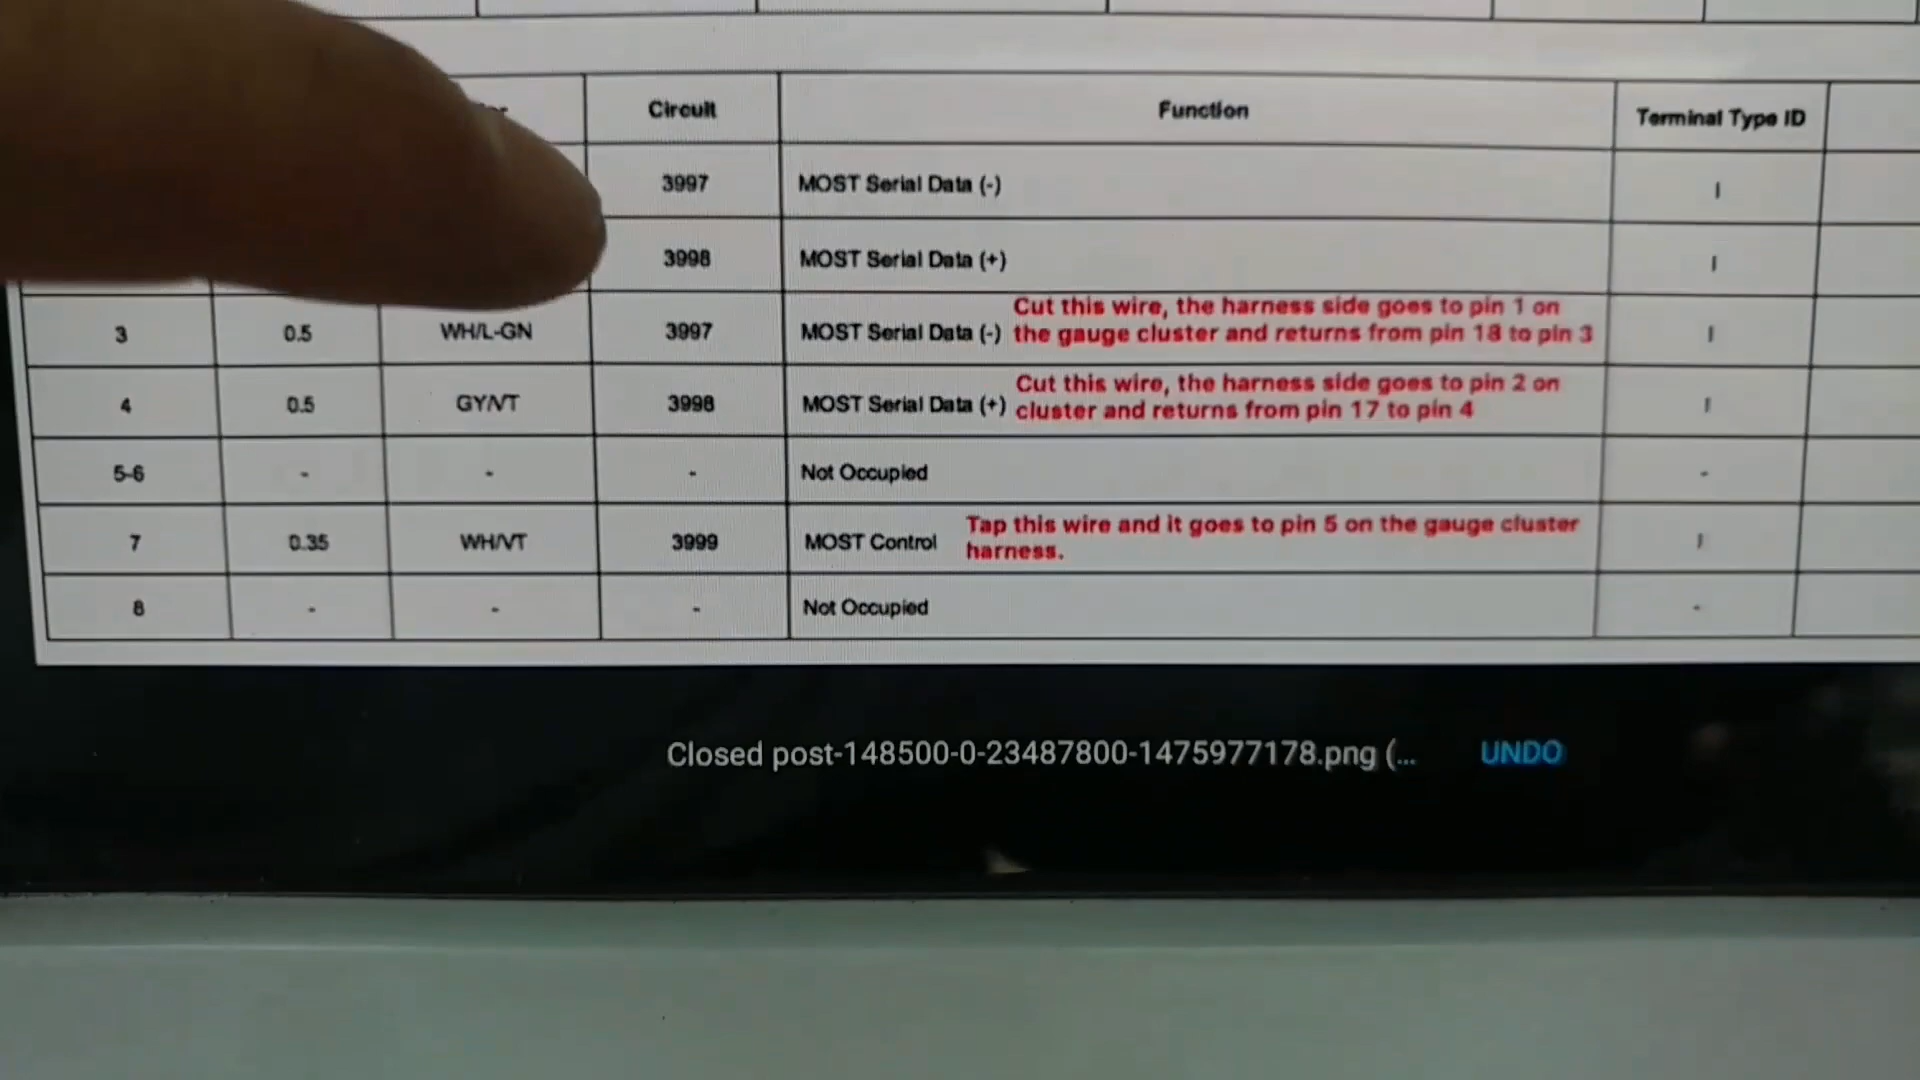 Circuit Function Terminal Type ID
3997 MOST Serial Data (-) I
3998 MOST Serial Data (+) I
Cut this wire, the harness side goes to pin 1 on
3 0.5 WH/L-GN 3997 MOST Serial Data (-) the gauge cluster and returns from pin 18 to pin 3 I
Cut this wire, the harness side goes to pin 2 on
4 0.5 GY/VT 3998 MOST Serial Data (+) cluster and returns from pin 17 to pin 4 I
5-6 - - - Not Occupied -
Tap this wire and it goes to pin 5 on the gauge cluster
7 0.35 WH/VT 3999 MOST Control harness. I
8 - - - Not Occupied -
Closed post-148500-0-23487800-1475977178.png (... UNDO